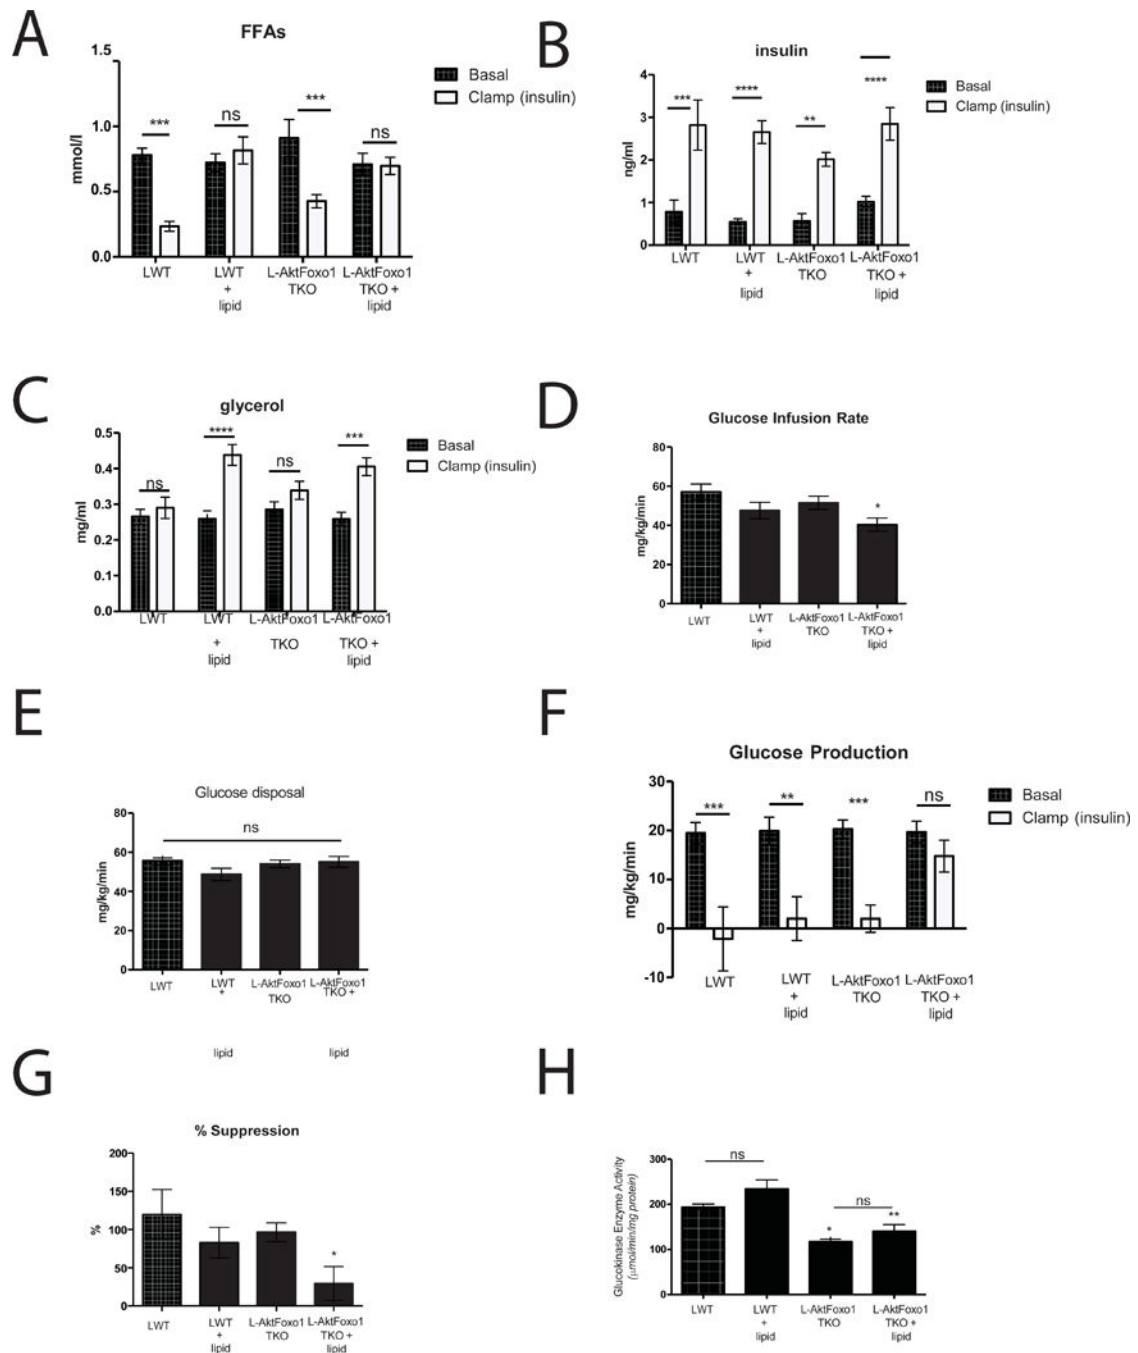 A
FFAs
1.5
1.0
0.5
0.0
mmol/l
***
ns
***
ns
Basal
Clamp (insulin)
LWT
LWT
+
lipid
L-AktFoxo1
TKO
L-AktFoxo1
TKO +
lipid
B
insulin
4
3
2
1
0
ng/ml
***
****
**
****
Basal
Clamp (insulin)
LWT
LWT
+
lipid
L-AktFoxo1
TKO
L-AktFoxo1
TKO +
lipid
C
glycerol
0.5
0.4
0.3
0.2
0.1
0.0
mg/ml
ns
****
ns
***
Basal
Clamp (insulin)
LWT
LWT
+
lipid
L-AktFoxo1
TKO
L-AktFoxo1
TKO +
lipid
D
Glucose Infusion Rate
80
60
40
20
0
mg/kg/min
*
LWT
LWT
+
lipid
L-AktFoxo1
TKO
L-AktFoxo1
TKO +
lipid
E
Glucose disposal
80
60
40
20
0
mg/kg/min
ns
LWT
LWT
+
lipid
L-AktFoxo1
TKO
L-AktFoxo1
TKO +
lipid
F
Glucose Production
30
20
10
0
-10
mg/kg/min
***
**
***
ns
Basal
Clamp (insulin)
LWT
LWT
+
lipid
L-AktFoxo1
TKO
L-AktFoxo1
TKO +
lipid
G
% Suppression
200
150
100
50
0
%
*
LWT
LWT
+
lipid
L-AktFoxo1
TKO
L-AktFoxo1
TKO +
lipid
H
300
200
100
0
Glucokinase Enzyme Activity
(μmol/min/mg protein)
ns
ns
*
**
LWT
LWT
+
lipid
L-AktFoxo1
TKO
L-AktFoxo1
TKO +
lipid